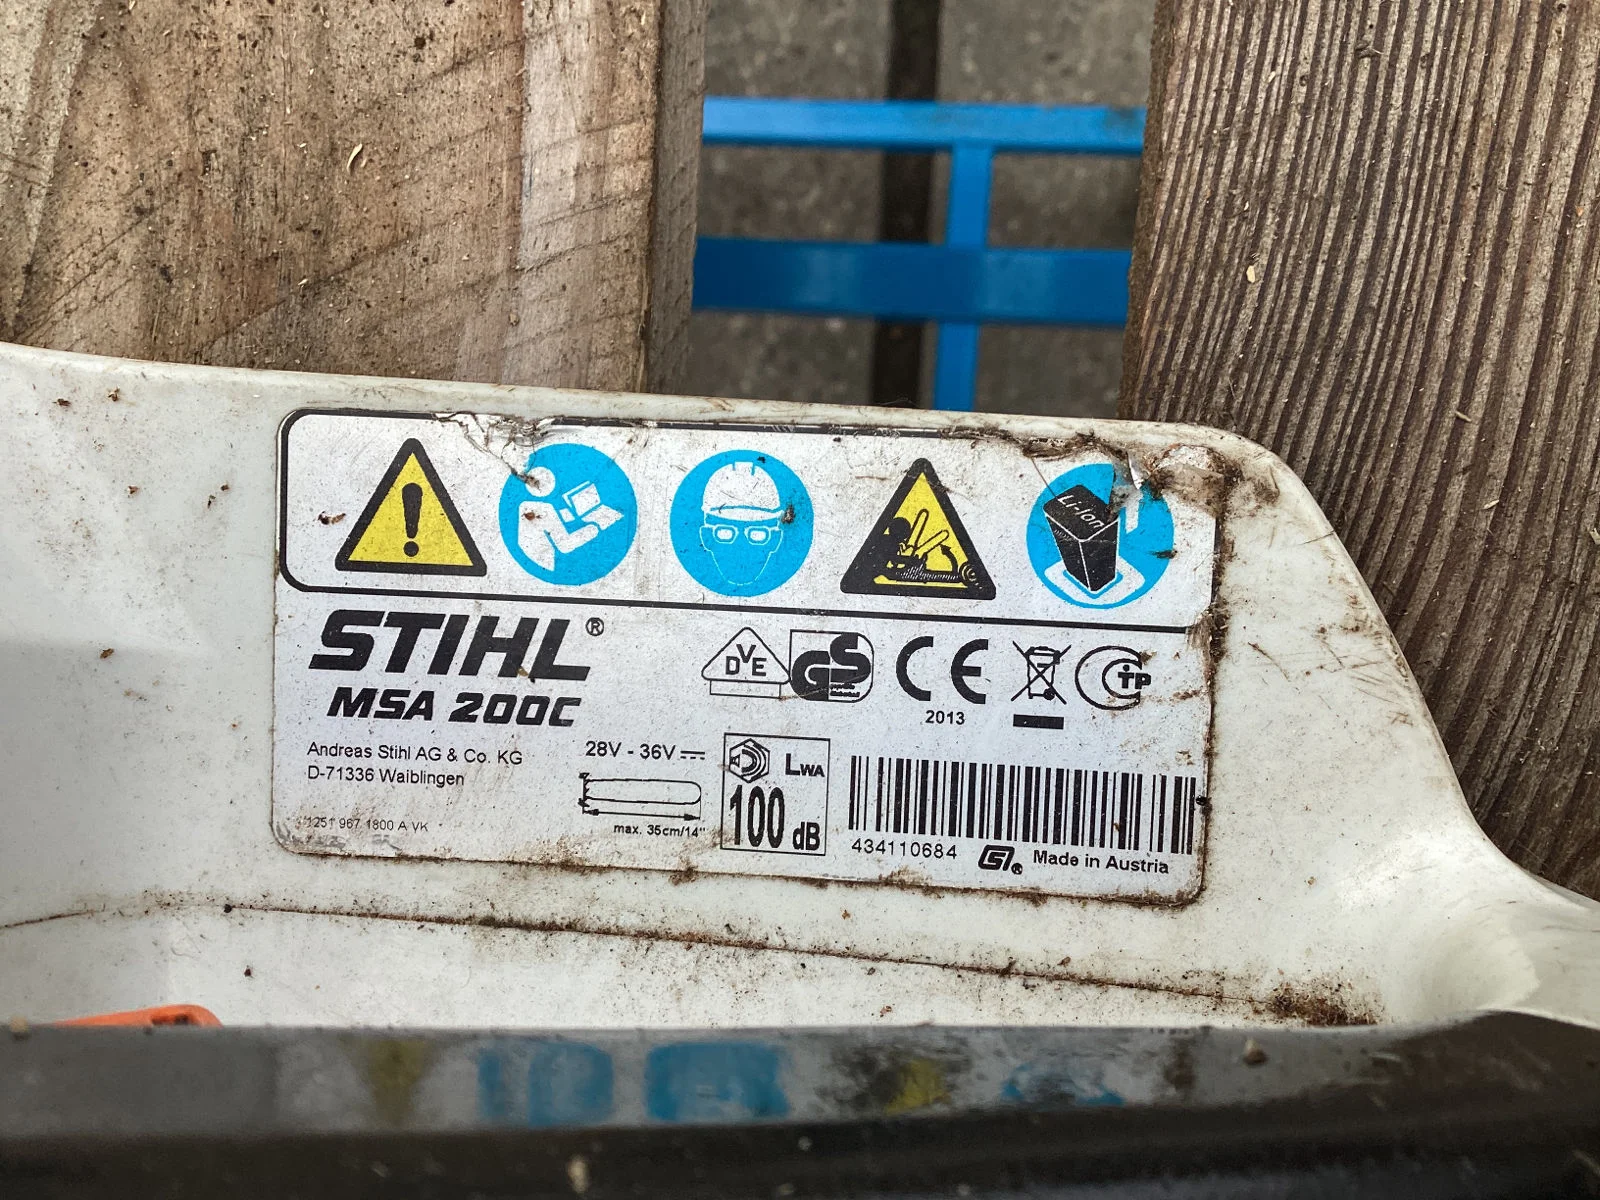 Li-Ion
STIHL®
MSA 200C
Andreas Stihl AG & Co. KG
D-71336 Waiblingen
1251 967 1800 A VK
28V - 36V
max. 35cm/14"
DVE
GS
CE
2013
LWA
100 dB
434110684
Made in Austria